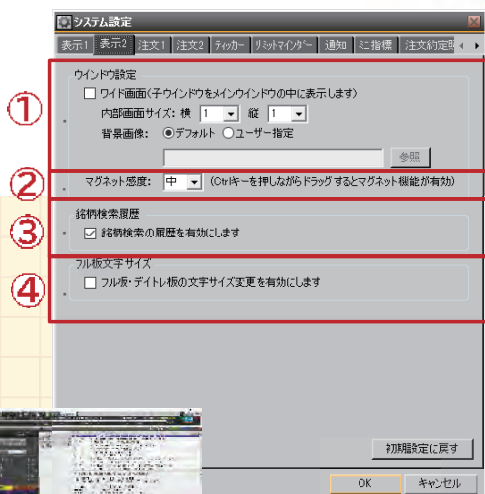 システム設定
表示1 表示2 注文1 注文2 ティッカー リミットマインダー 通知 ミニ指標 注文約定照
①
ウインドウ設定
ワイド画面(子ウインドウをメインウインドウの中に表示します)
内部画面サイズ: 横 1 縦 1
背景画像: デフォルト ユーザー指定
参照
②
マグネット感度: 中 (Ctrlキーを押しながらドラッグするとマグネット機能が有効)
③
銘柄検索履歴
銘柄検索の履歴を有効にします
④
フル板文字サイズ
フル板・デイトレ板の文字サイズ変更を有効にします
初期設定に戻す
OK キャンセル